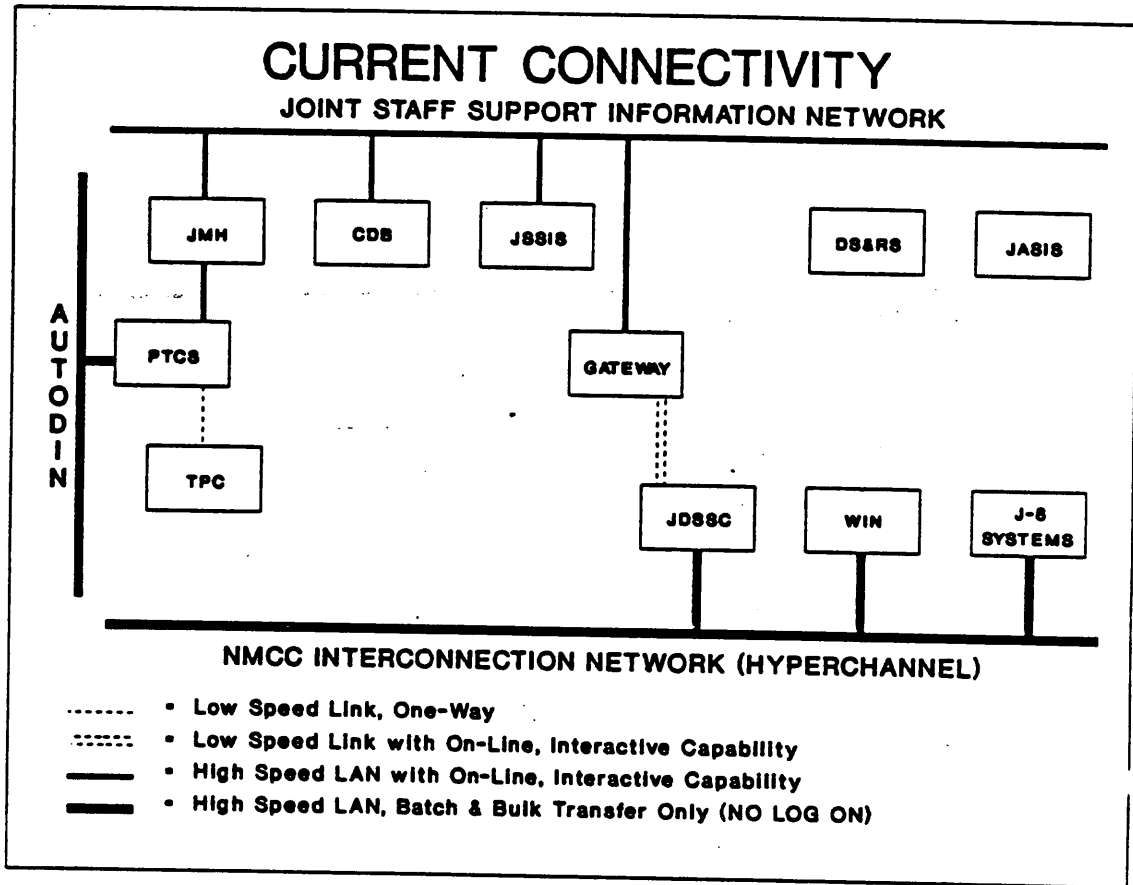 CURRENT CONNECTIVITY
JOINT STAFF SUPPORT INFORMATION NETWORK
JMH
CDB
JSSIS
DS&RS
JASIS
AUTODIN
PTCS
GATEWAY
TPC
JDSSC
WIN
J-8
SYSTEMS
NMCC INTERCONNECTION NETWORK (HYPERCHANNEL)
------ = Low Speed Link, One-Way
====== = Low Speed Link with On-Line, Interactive Capability
= High Speed LAN with On-Line, Interactive Capability
= High Speed LAN, Batch & Bulk Transfer Only (NO LOG ON)